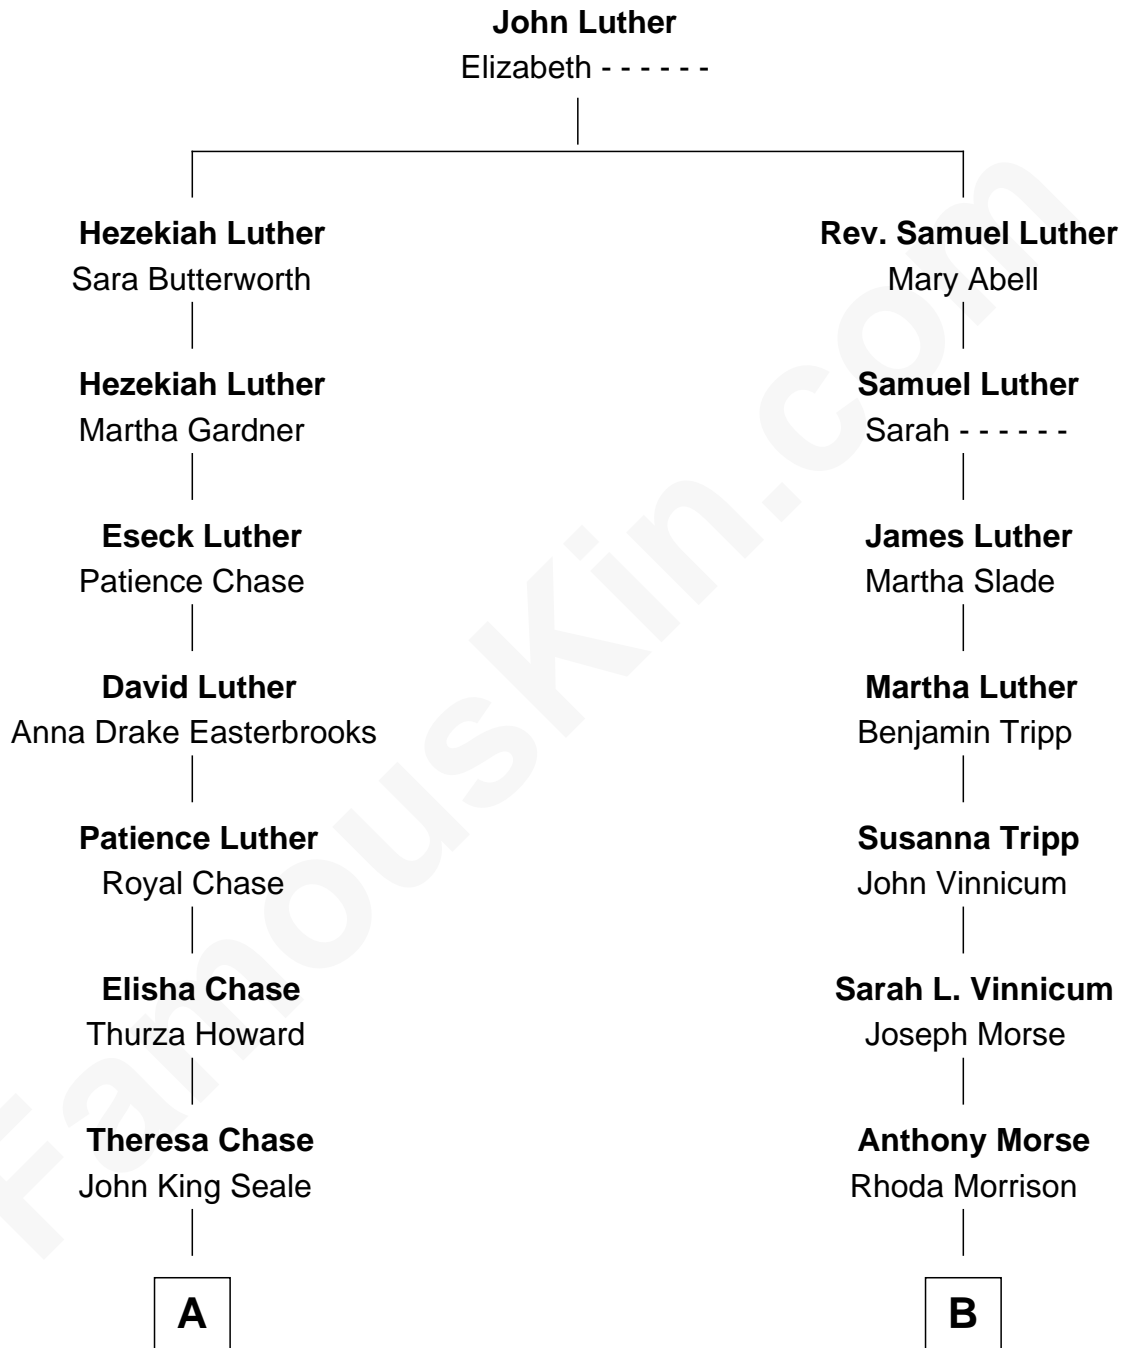 John Luther
Elizabeth - - - - - -
Hezekiah Luther
Sara Butterworth
Rev. Samuel Luther
Mary Abell
Hezekiah Luther
Martha Gardner
Samuel Luther
Sarah - - - - - -
Eseck Luther
Patience Chase
James Luther
Martha Slade
David Luther
Anna Drake Easterbrooks
Martha Luther
Benjamin Tripp
Patience Luther
Royal Chase
Susanna Tripp
John Vinnicum
Elisha Chase
Thurza Howard
Sarah L. Vinnicum
Joseph Morse
Theresa Chase
John King Seale
Anthony Morse
Rhoda Morrison
A
B
FamousKin.com